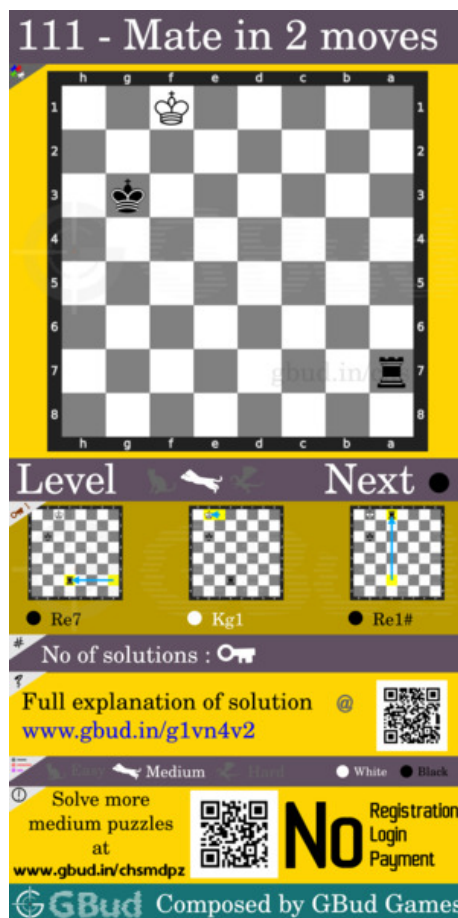 111 - Mate in 2 moves
h g f e d c b a
1 1
2 2
3 3
4 4
5 5
6 6
7 7
8 8
h g f e d c b a
Level Next
Re7 Kg1 Re1#
No of solutions :
Full explanation of solution @
www.gbud.in/g1vn4v2
Easy Medium Hard White Black
Solve more
medium puzzles
at
www.gbud.in/chsmdpz
No Registration
Login
Payment
GBud Composed by GBud Games